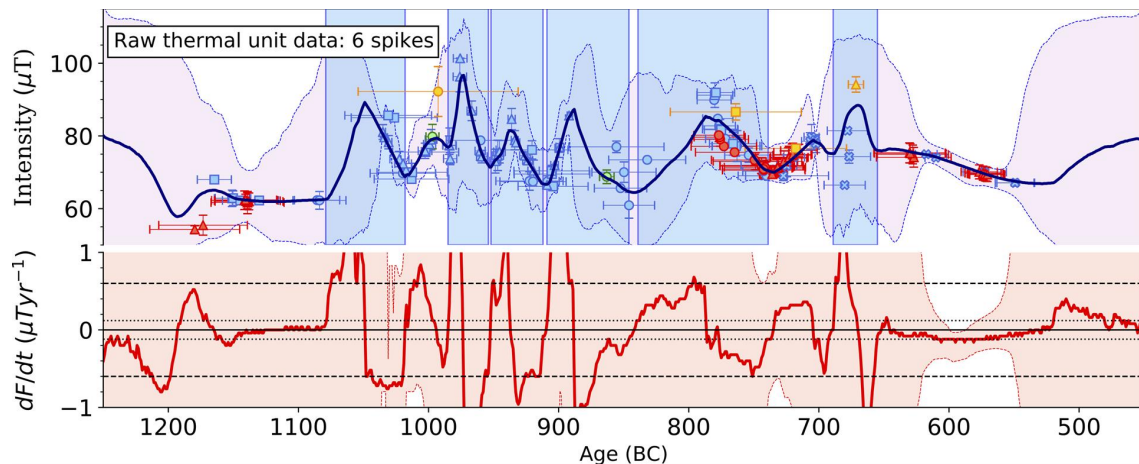 Raw thermal unit data: 6 spikes
Intensity (μT)
100
80
60
dF/dt (μTyr⁻¹)
1
0
−1
1200 1100 1000 900 800 700 600 500
Age (BC)